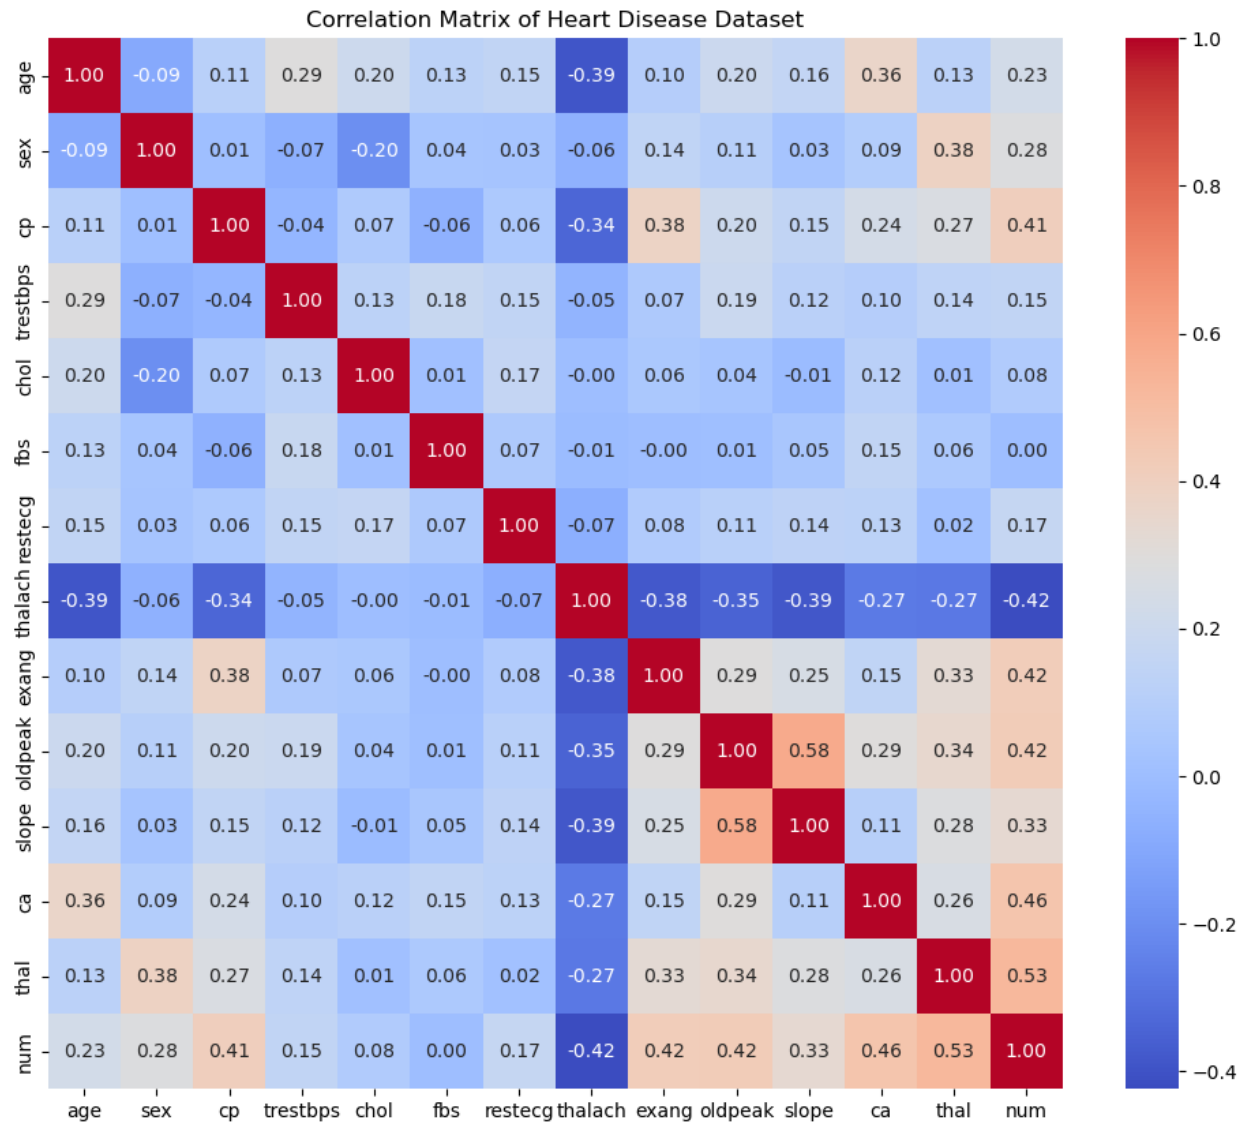 Correlation Matrix of Heart Disease Dataset
age 1.00 -0.09 0.11 0.29 0.20 0.13 0.15 -0.39 0.10 0.20 0.16 0.36 0.13 0.23
sex -0.09 1.00 0.01 -0.07 -0.20 0.04 0.03 -0.06 0.14 0.11 0.03 0.09 0.38 0.28
cp 0.11 0.01 1.00 -0.04 0.07 -0.06 0.06 -0.34 0.38 0.20 0.15 0.24 0.27 0.41
trestbps 0.29 -0.07 -0.04 1.00 0.13 0.18 0.15 -0.05 0.07 0.19 0.12 0.10 0.14 0.15
chol 0.20 -0.20 0.07 0.13 1.00 0.01 0.17 -0.00 0.06 0.04 -0.01 0.12 0.01 0.08
fbs 0.13 0.04 -0.06 0.18 0.01 1.00 0.07 -0.01 -0.00 0.01 0.05 0.15 0.06 0.00
restecg 0.15 0.03 0.06 0.15 0.17 0.07 1.00 -0.07 0.08 0.11 0.14 0.13 0.02 0.17
thalach -0.39 -0.06 -0.34 -0.05 -0.00 -0.01 -0.07 1.00 -0.38 -0.35 -0.39 -0.27 -0.27 -0.42
exang 0.10 0.14 0.38 0.07 0.06 -0.00 0.08 -0.38 1.00 0.29 0.25 0.15 0.33 0.42
oldpeak 0.20 0.11 0.20 0.19 0.04 0.01 0.11 -0.35 0.29 1.00 0.58 0.29 0.34 0.42
slope 0.16 0.03 0.15 0.12 -0.01 0.05 0.14 -0.39 0.25 0.58 1.00 0.11 0.28 0.33
ca 0.36 0.09 0.24 0.10 0.12 0.15 0.13 -0.27 0.15 0.29 0.11 1.00 0.26 0.46
thal 0.13 0.38 0.27 0.14 0.01 0.06 0.02 -0.27 0.33 0.34 0.28 0.26 1.00 0.53
num 0.23 0.28 0.41 0.15 0.08 0.00 0.17 -0.42 0.42 0.42 0.33 0.46 0.53 1.00
age sex cp trestbps chol fbs restecg thalach exang oldpeak slope ca thal num
1.0
0.8
0.6
0.4
0.2
0.0
−0.2
−0.4